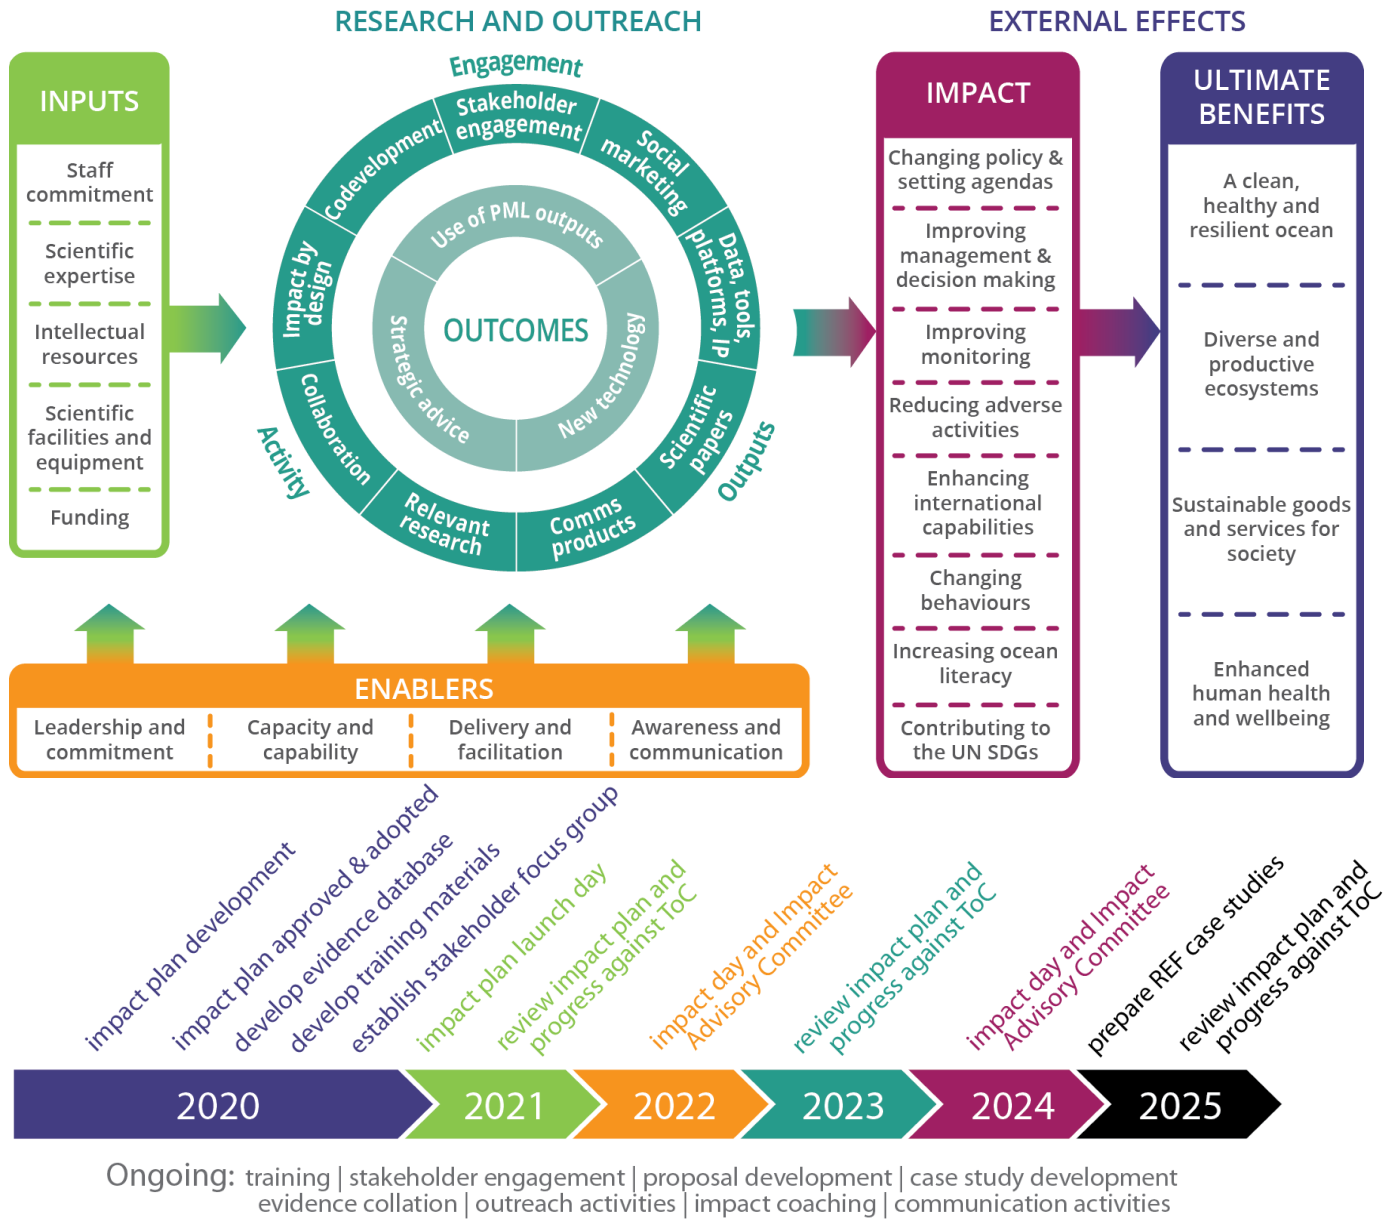 RESEARCH AND OUTREACH
EXTERNAL EFFECTS
INPUTS
Staff
commitment
Scientific
expertise
Intellectual
resources
Scientific
facilities and
equipment
Funding
Engagement
Stakeholder
engagement
Social
marketing
Data, tools,
platforms, IP
Scientific
papers
Outputs
Comms
products
Relevant
research
Collaboration
Activity
Impact by
design
Codevelopment
Use of PML outputs
New technology
Strategic advice
OUTCOMES
IMPACT
Changing policy &
setting agendas
Improving
management &
decision making
Improving
monitoring
Reducing adverse
activities
Enhancing
international
capabilities
Changing
behaviours
Increasing ocean
literacy
Contributing to
the UN SDGs
ULTIMATE
BENEFITS
A clean,
healthy and
resilient ocean
Diverse and
productive
ecosystems
Sustainable goods
and services for
society
Enhanced
human health
and wellbeing
ENABLERS
Leadership and
commitment
Capacity and
capability
Delivery and
facilitation
Awareness and
communication
impact plan development
impact plan approved & adopted
develop evidence database
develop training materials
establish stakeholder focus group
impact plan launch day
review impact plan and
progress against ToC
impact day and Impact
Advisory Committee
review impact plan and
progress against ToC
impact day and Impact
Advisory Committee
prepare REF case studies
review impact plan and
progress against ToC
2020
2021
2022
2023
2024
2025
Ongoing: training | stakeholder engagement | proposal development | case study development
evidence collation | outreach activities | impact coaching | communication activities